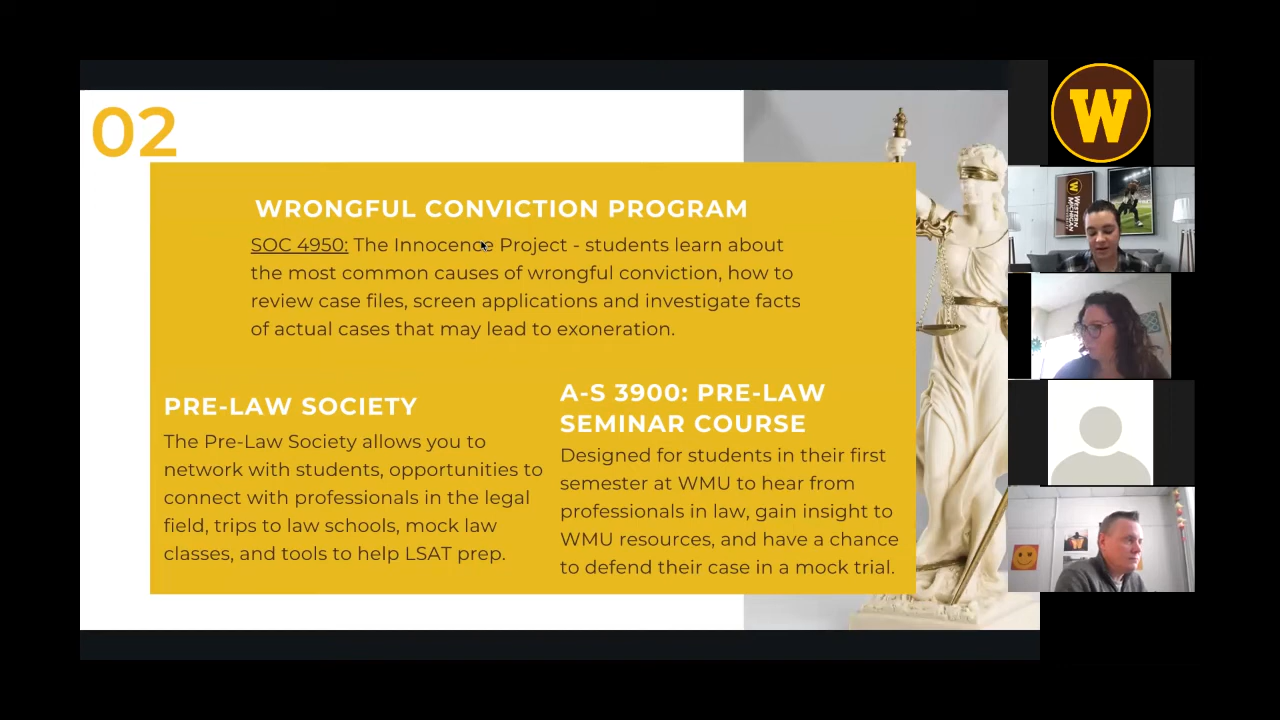 02
WRONGFUL CONVICTION PROGRAM
SOC 4950: The Innocence Project - students learn about
the most common causes of wrongful conviction, how to
review case files, screen applications and investigate facts
of actual cases that may lead to exoneration.
PRE-LAW SOCIETY
The Pre-Law Society allows you to
network with students, opportunities to
connect with professionals in the legal
field, trips to law schools, mock law
classes, and tools to help LSAT prep.
A-S 3900: PRE-LAW
SEMINAR COURSE
Designed for students in their first
semester at WMU to hear from
professionals in law, gain insight to
WMU resources, and have a chance
to defend their case in a mock trial.
W
W
WESTERN
MICHIGAN